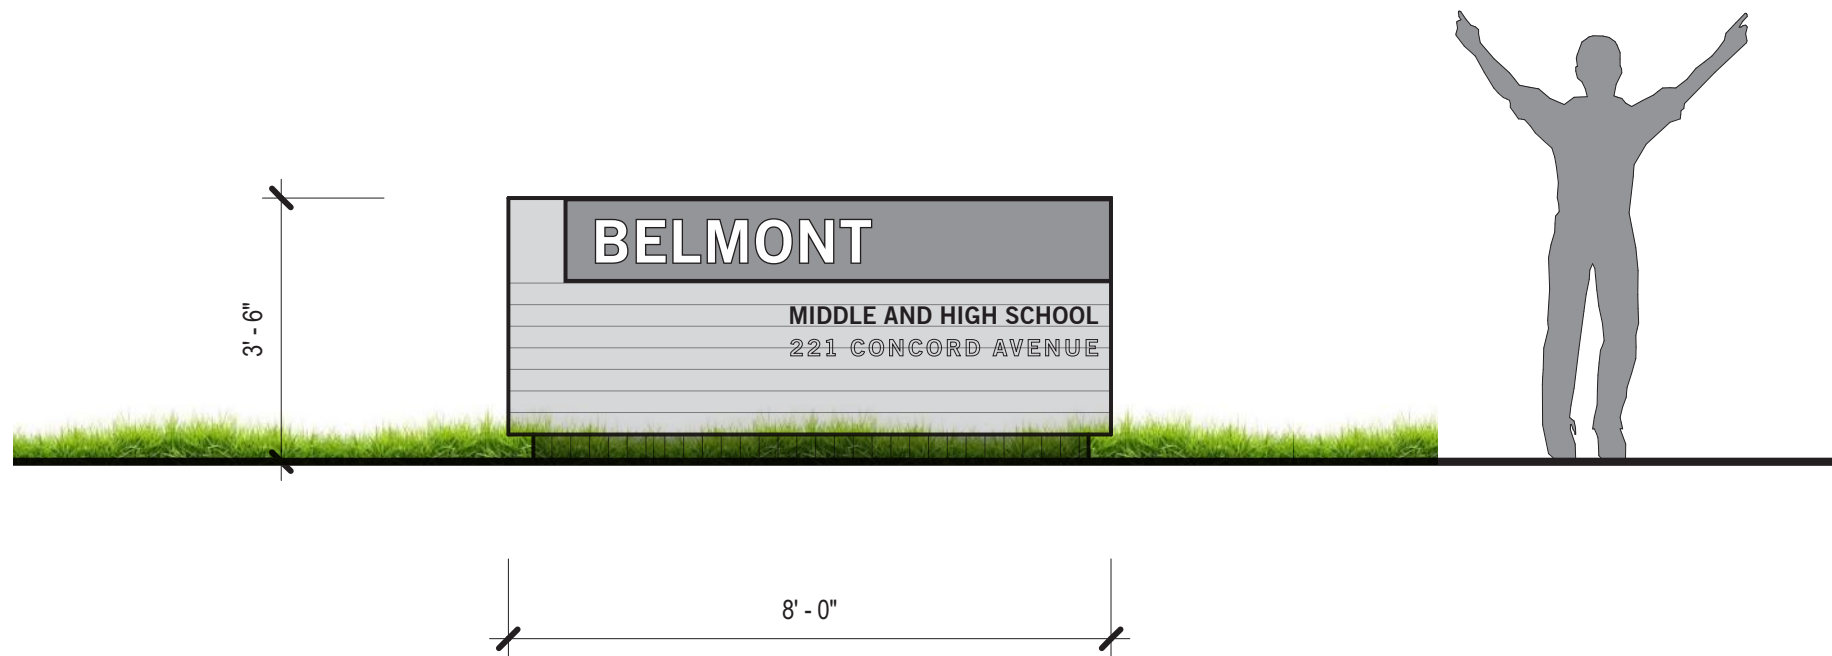 BELMONT
3' - 6"
MIDDLE AND HIGH SCHOOL
221 CONCORD AVENUE
8' - 0"